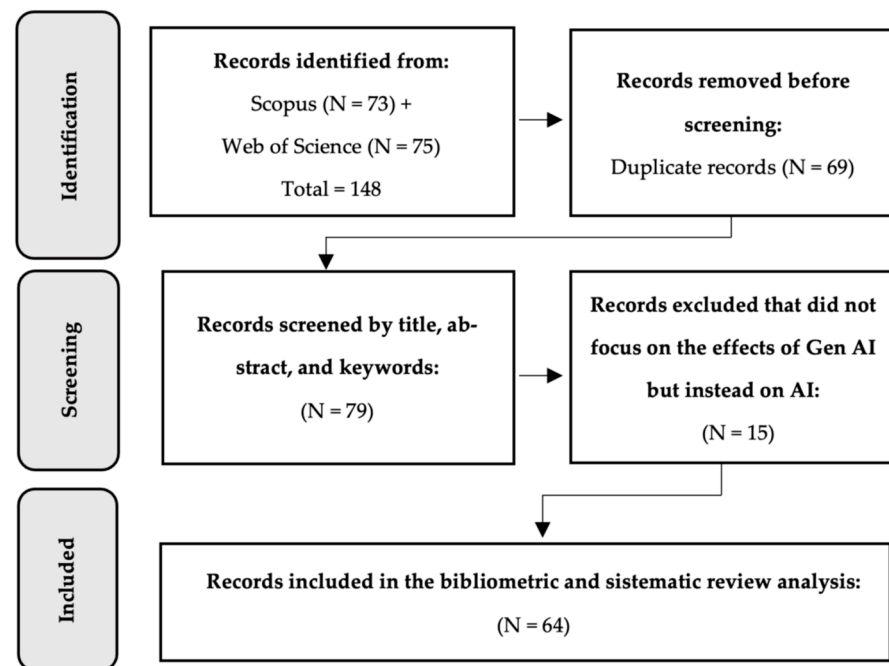 Identification
Records identified from:
Scopus (N = 73) +
Web of Science (N = 75)
Total = 148
Records removed before
screening:
Duplicate records (N = 69)
Screening
Records screened by title, ab-
stract, and keywords:
(N = 79)
Records excluded that did not
focus on the effects of Gen AI
but instead on AI:
(N = 15)
Included
Records included in the bibliometric and sistematic review analysis:
(N = 64)